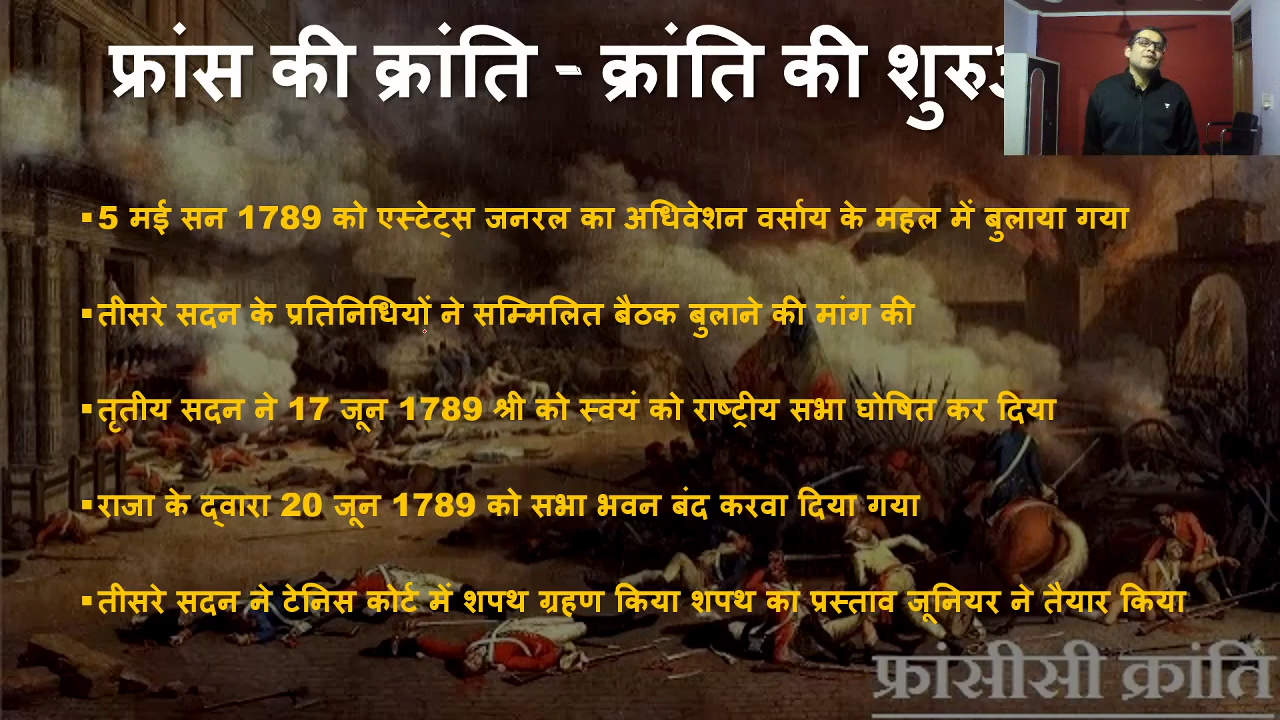 फ्रांस की क्रांति - क्रांति की
▪5 मई सन 1789 को एस्टेट्स जनरल का अधिवेशन वर्साय के महल में बुलाया गया
▪तीसरे सदन के प्रतिनिधियों ने सम्मिलित बैठक बुलाने की मांग की
▪तृतीय सदन ने 17 जून 1789 श्री को स्वयं को राष्ट्रीय सभा घोषित कर दिया
▪राजा के द्वारा 20 जून 1789 को सभा भवन बंद करवा दिया गया
▪तीसरे सदन ने टेनिस कोर्ट में शपथ ग्रहण किया शपथ का प्रस्ताव जूनियर ने तैयार किया
फ्रांसीसी क्रांति